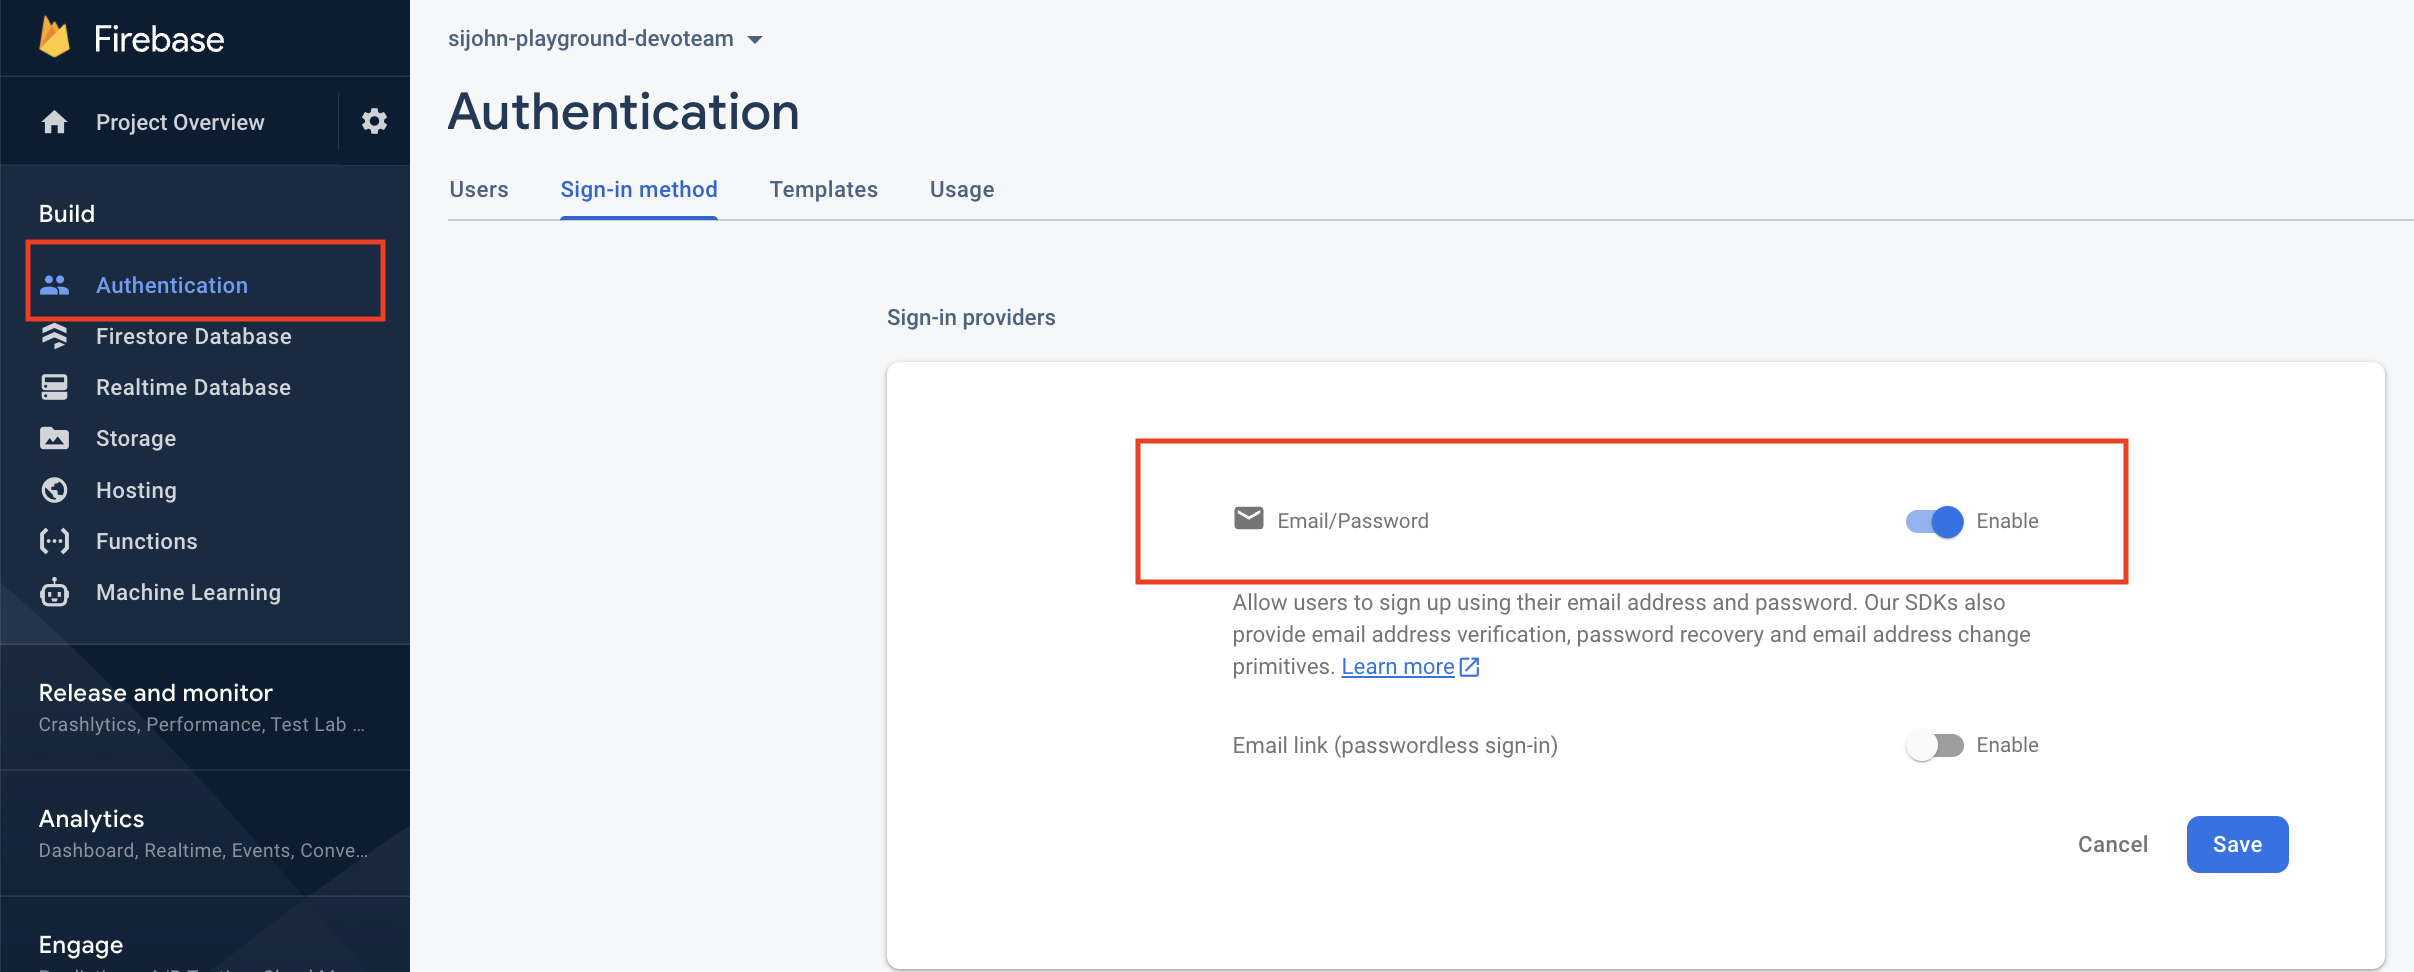 Firebase
Project Overview
Build
Authentication
Firestore Database
Realtime Database
Storage
Hosting
Functions
Machine Learning
Release and monitor
Crashlytics, Performance, Test Lab ...
Analytics
Dashboard, Realtime, Events, Conve...
Engage
sijohn-playground-devoteam
Authentication
Users Sign-in method Templates Usage
Sign-in providers
Email/Password Enable
Allow users to sign up using their email address and password. Our SDKs also
provide email address verification, password recovery and email address change
primitives. Learn more
Email link (passwordless sign-in) Enable
Cancel Save